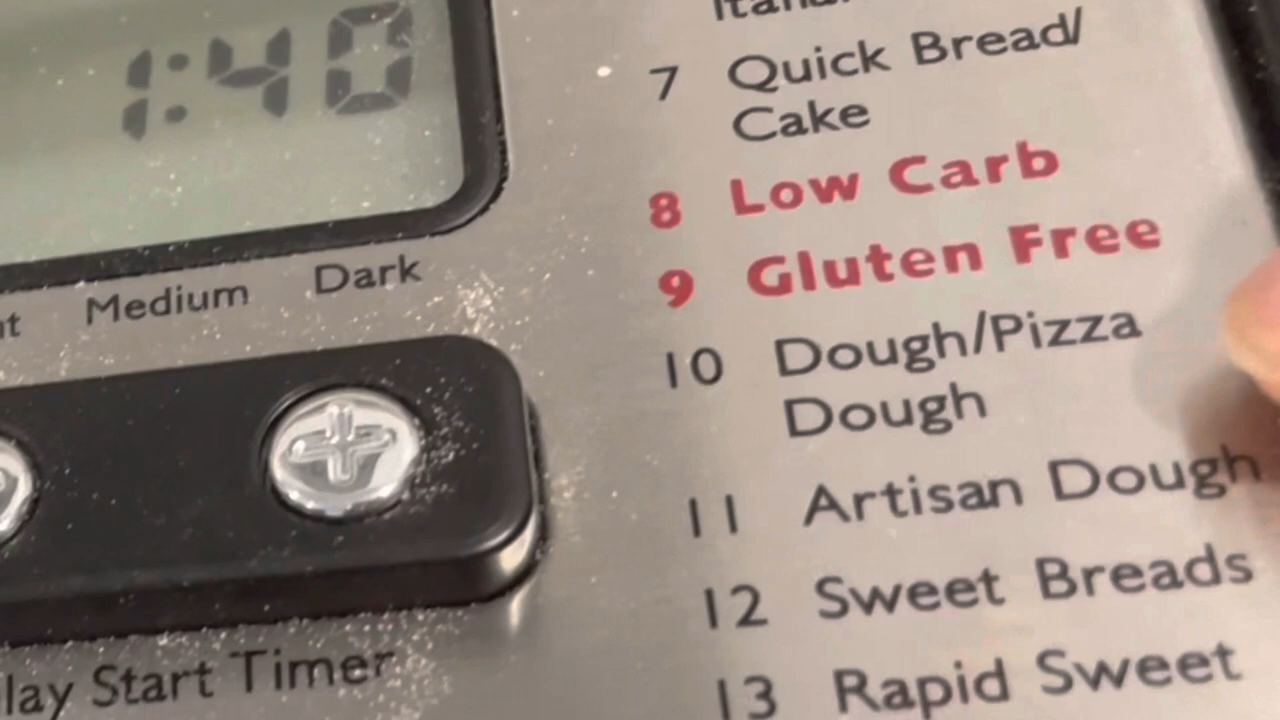 1:40
7 Quick Bread/
Cake
8 Low Carb
9 Gluten Free
10 Dough/Pizza
Dough
11 Artisan Dough
12 Sweet Breads
13 Rapid Sweet
Medium Dark
Start Timer